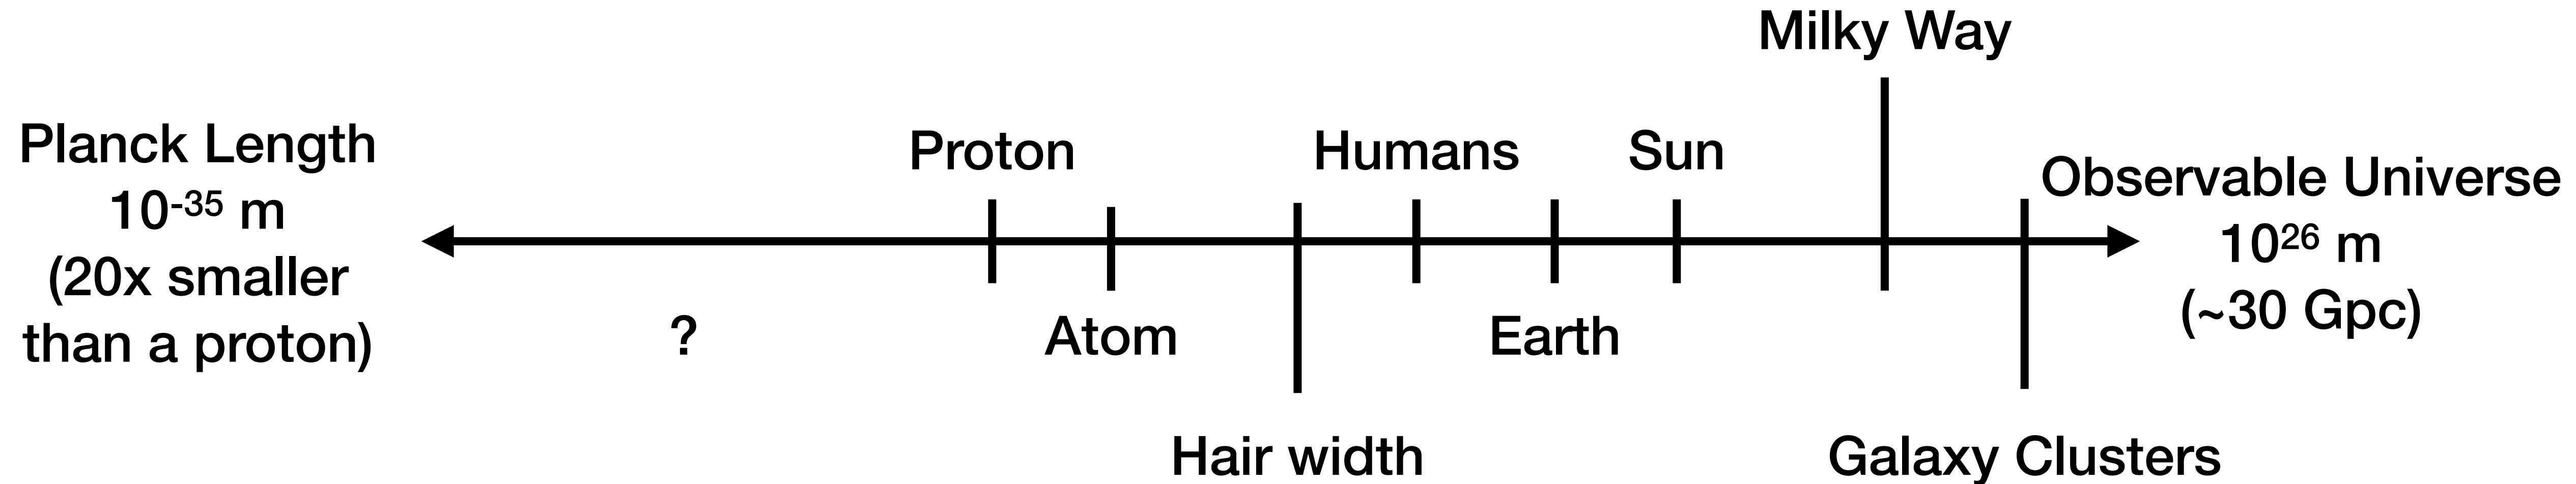 Milky Way
Planck Length
10⁻³⁵ m
(20x smaller
than a proton)
Proton
Humans
Sun
Observable Universe
10²⁶ m
(~30 Gpc)
?
Atom
Earth
Hair width
Galaxy Clusters